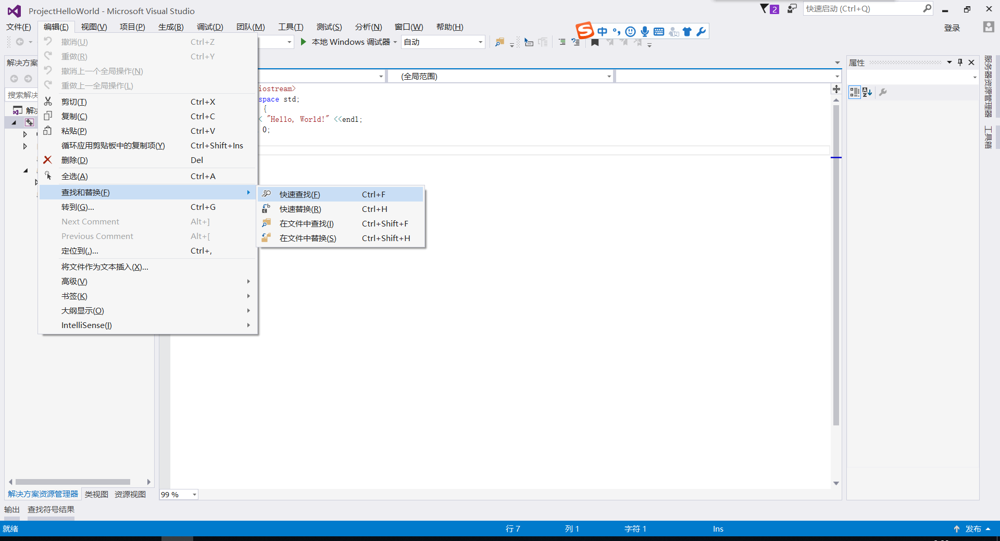 ProjectHelloWorld - Microsoft Visual Studio
2
快速启动 (Ctrl+Q)
文件(F) 编辑(E) 视图(V) 项目(P) 生成(B) 调试(D) 团队(M) 工具(T) 测试(S) 分析(N) 窗口(W) 帮助(H)
登录
中
本地 Windows 调试器
自动
撤消(U) Ctrl+Z
重做(R) Ctrl+Y
撤消上一个全局操作(N)
重做上一全局操作(L)
剪切(T) Ctrl+X
复制(C) Ctrl+C
粘贴(P) Ctrl+V
循环应用剪贴板中的复制项(Y) Ctrl+Shift+Ins
删除(D) Del
全选(A) Ctrl+A
查找和替换(F)
转到(G)... Ctrl+G
Next Comment Alt+]
Previous Comment Alt+[
定位到(,)... Ctrl+,
将文件作为文本插入(X)...
高级(V)
书签(K)
大纲显示(O)
IntelliSense(I)
快速查找(F) Ctrl+F
快速替换(R) Ctrl+H
在文件中查找(I) Ctrl+Shift+F
在文件中替换(S) Ctrl+Shift+H
解决方案
搜索解决
解决
(全局范围)
iostream>
space std;
{
< "Hello, World!" <<endl;
0;
属性
服务器资源管理器
工具箱
解决方案资源管理器 类视图 资源视图
99 %
输出 查找符号结果
就绪
行 7
列 1
字符 1
Ins
发布